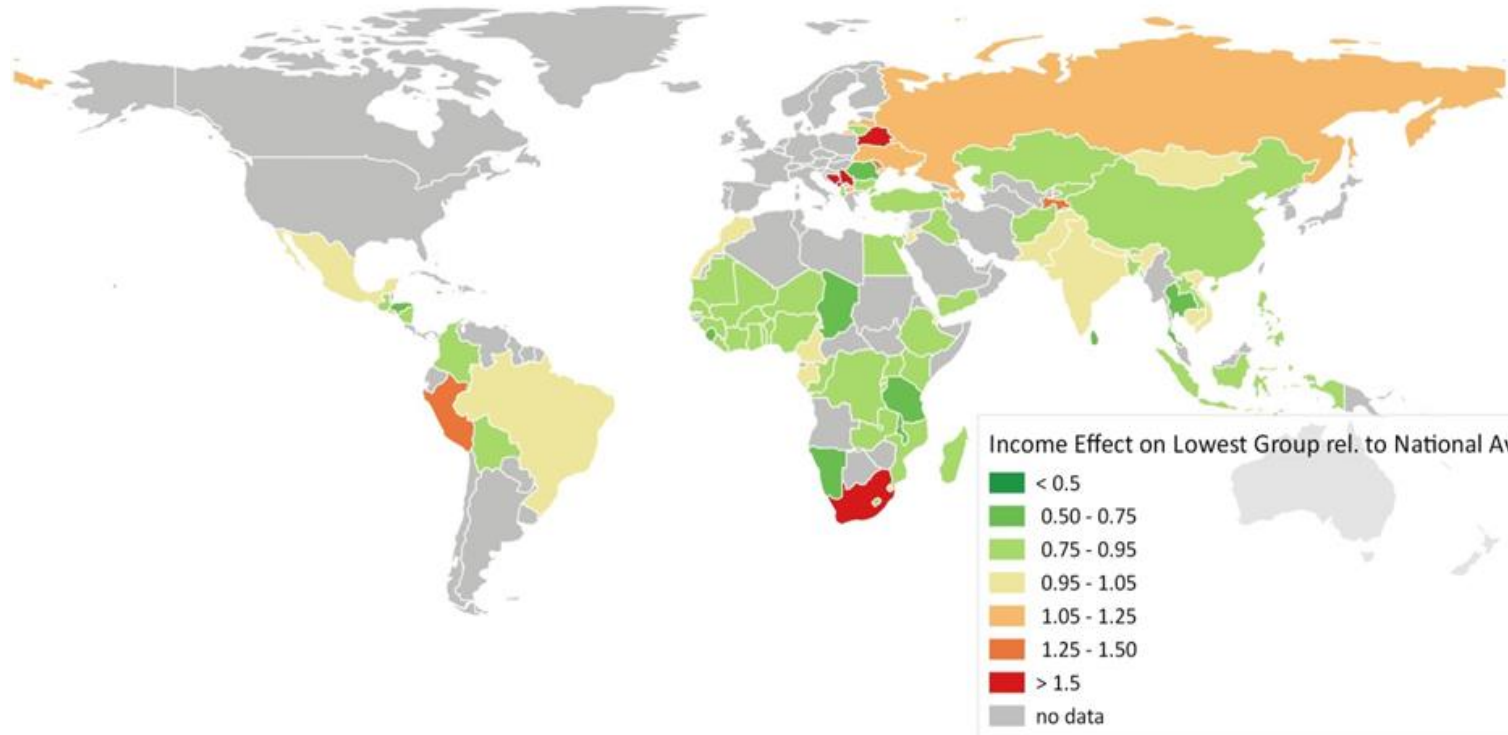 Income Effect on Lowest Group rel. to National
< 0.5
0.50 - 0.75
0.75 - 0.95
0.95 - 1.05
1.05 - 1.25
1.25 - 1.50
> 1.5
no data